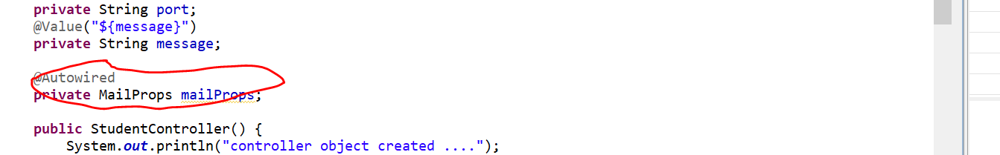 private String port;
@Value("${message}")
private String message;
@Autowired
private MailProps mailProps;
public StudentController() {
System.out.println("controller object created ....");